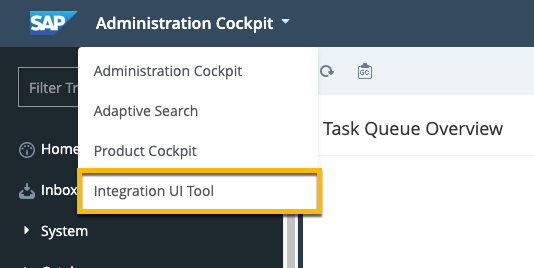 SAP Administration Cockpit
Filter Tr
Administration Cockpit
GC
Adaptive Search
Task Queue Overview
Home
Product Cockpit
Inbox
Integration UI Tool
System